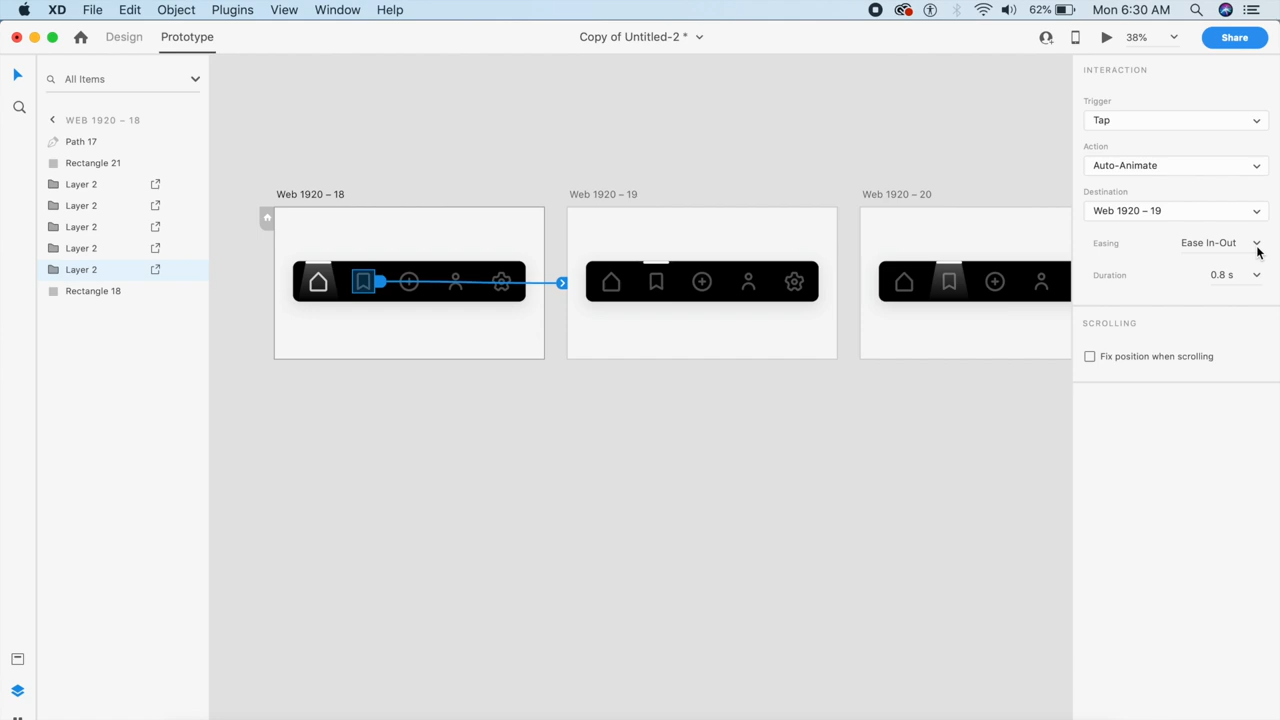 XD File Edit Object Plugins View Window Help 62% Mon 6:30 AM
Design Prototype Copy of Untitled-2 * 38% Share
All Items
WEB 1920 – 18
Path 17
Rectangle 21
Layer 2
Layer 2
Layer 2
Layer 2
Layer 2
Rectangle 18
Web 1920 – 18 Web 1920 – 19 Web 1920 – 20
INTERACTION
Trigger
Tap
Action
Auto-Animate
Destination
Web 1920 – 19
Easing Ease In-Out
Duration 0.8 s
SCROLLING
Fix position when scrolling